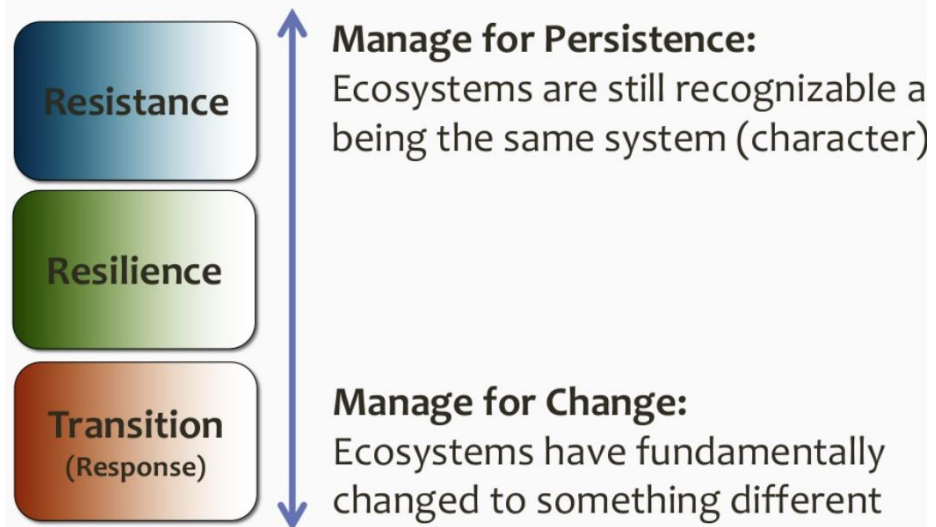 Resistance
Manage for Persistence:
Ecosystems are still recognizable a
being the same system (character)
Resilience
Transition
(Response)
Manage for Change:
Ecosystems have fundamentally
changed to something different